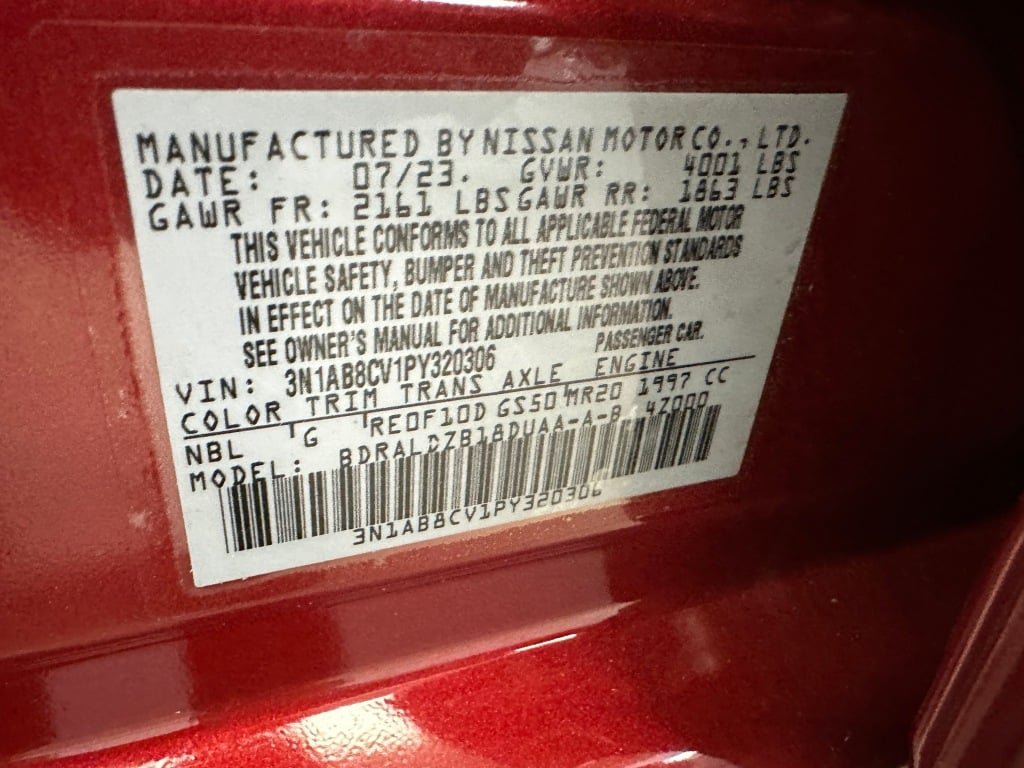 MANUFACTURED BY NISSAN MOTOR CO., LTD.
DATE: 07/23. GVWR: 4001 LBS
GAWR FR: 2161 LBS GAWR RR: 1863 LBS
THIS VEHICLE CONFORMS TO ALL APPLICABLE FEDERAL MOTOR
VEHICLE SAFETY, BUMPER AND THEFT PREVENTION STANDARDS
IN EFFECT ON THE DATE OF MANUFACTURE SHOWN ABOVE.
SEE OWNER'S MANUAL FOR ADDITIONAL INFORMATION.
VIN: 3N1AB8CV1PY320306 PASSENGER CAR.
COLOR TRIM TRANS AXLE ENGINE
NBL G RE0F10D GS50 MR20 1997 CC
MODEL: BDRALDZB18DUAA-A-B 4Z000
3N1AB8CV1PY320306